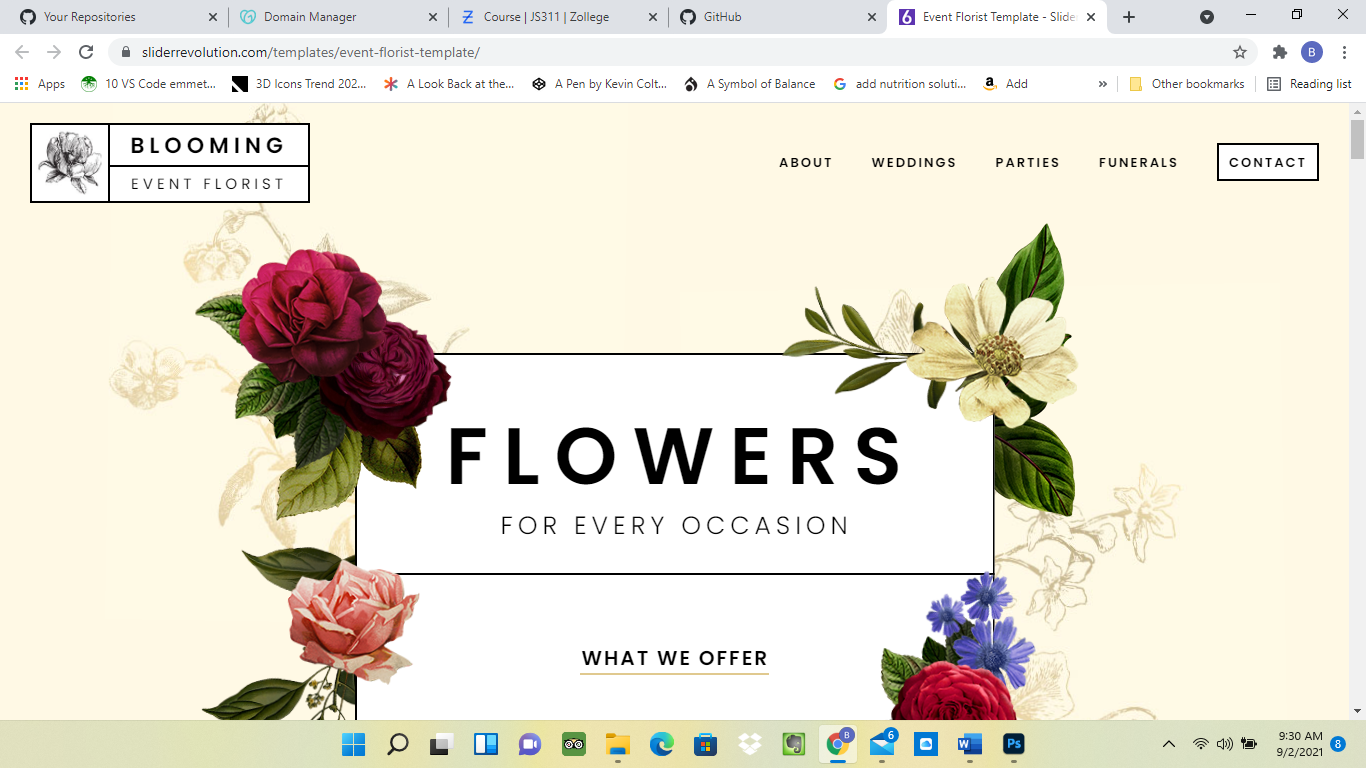 Your Repositories
Domain Manager
Course | JS311 | Zollege
GitHub
Event Florist Template - Slide
sliderrevolution.com/templates/event-florist-template/
B
Apps
10 VS Code emmet...
3D Icons Trend 202...
A Look Back at the...
A Pen by Kevin Colt...
A Symbol of Balance
add nutrition soluti...
Add
»
Other bookmarks
Reading list
BLOOMING
EVENT FLORIST
ABOUT
WEDDINGS
PARTIES
FUNERALS
CONTACT
FLOWERS
FOR EVERY OCCASION
WHAT WE OFFER
B
6
W
Ps
9:30 AM
9/2/2021
8